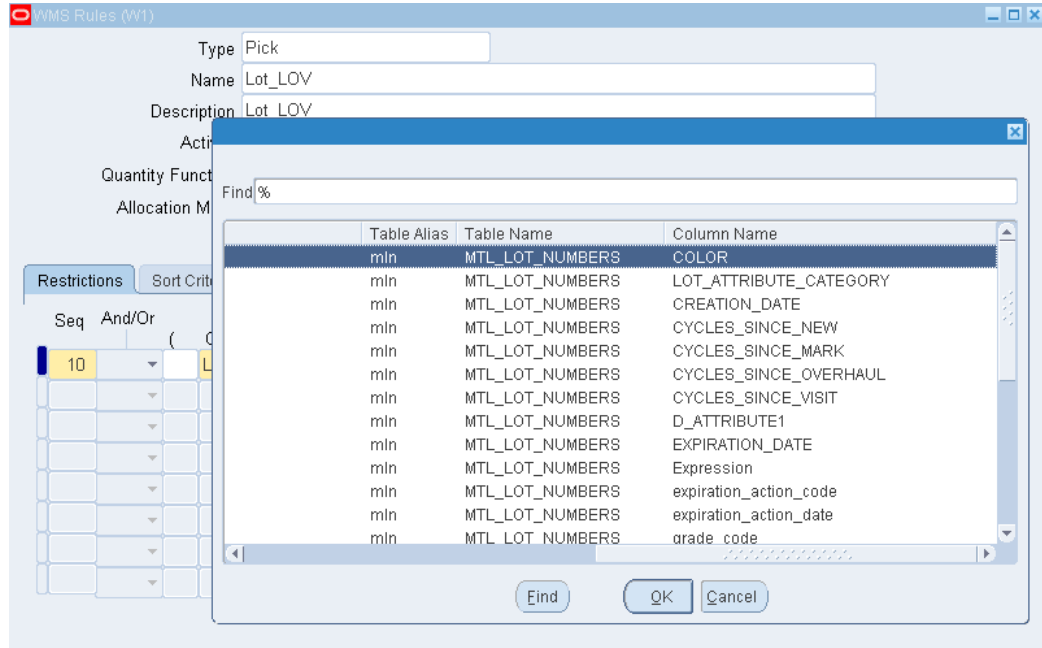 WMS Rules (W1)
Type Pick
Name Lot_LOV
Description Lot LOV
Acti
Quantity Funct
Allocation M
Find %
Table Alias Table Name Column Name
mln MTL_LOT_NUMBERS COLOR
mln MTL_LOT_NUMBERS LOT_ATTRIBUTE_CATEGORY
mln MTL_LOT_NUMBERS CREATION_DATE
mln MTL_LOT_NUMBERS CYCLES_SINCE_NEW
mln MTL_LOT_NUMBERS CYCLES_SINCE_MARK
mln MTL_LOT_NUMBERS CYCLES_SINCE_OVERHAUL
mln MTL_LOT_NUMBERS CYCLES_SINCE_VISIT
mln MTL_LOT_NUMBERS D_ATTRIBUTE1
mln MTL_LOT_NUMBERS EXPIRATION_DATE
mln MTL_LOT_NUMBERS Expression
mln MTL_LOT_NUMBERS expiration_action_code
mln MTL_LOT_NUMBERS expiration_action_date
mln MTL_LOT_NUMBERS grade_code
Restrictions Sort Crit
Seq And/Or (
10 L
Find OK Cancel